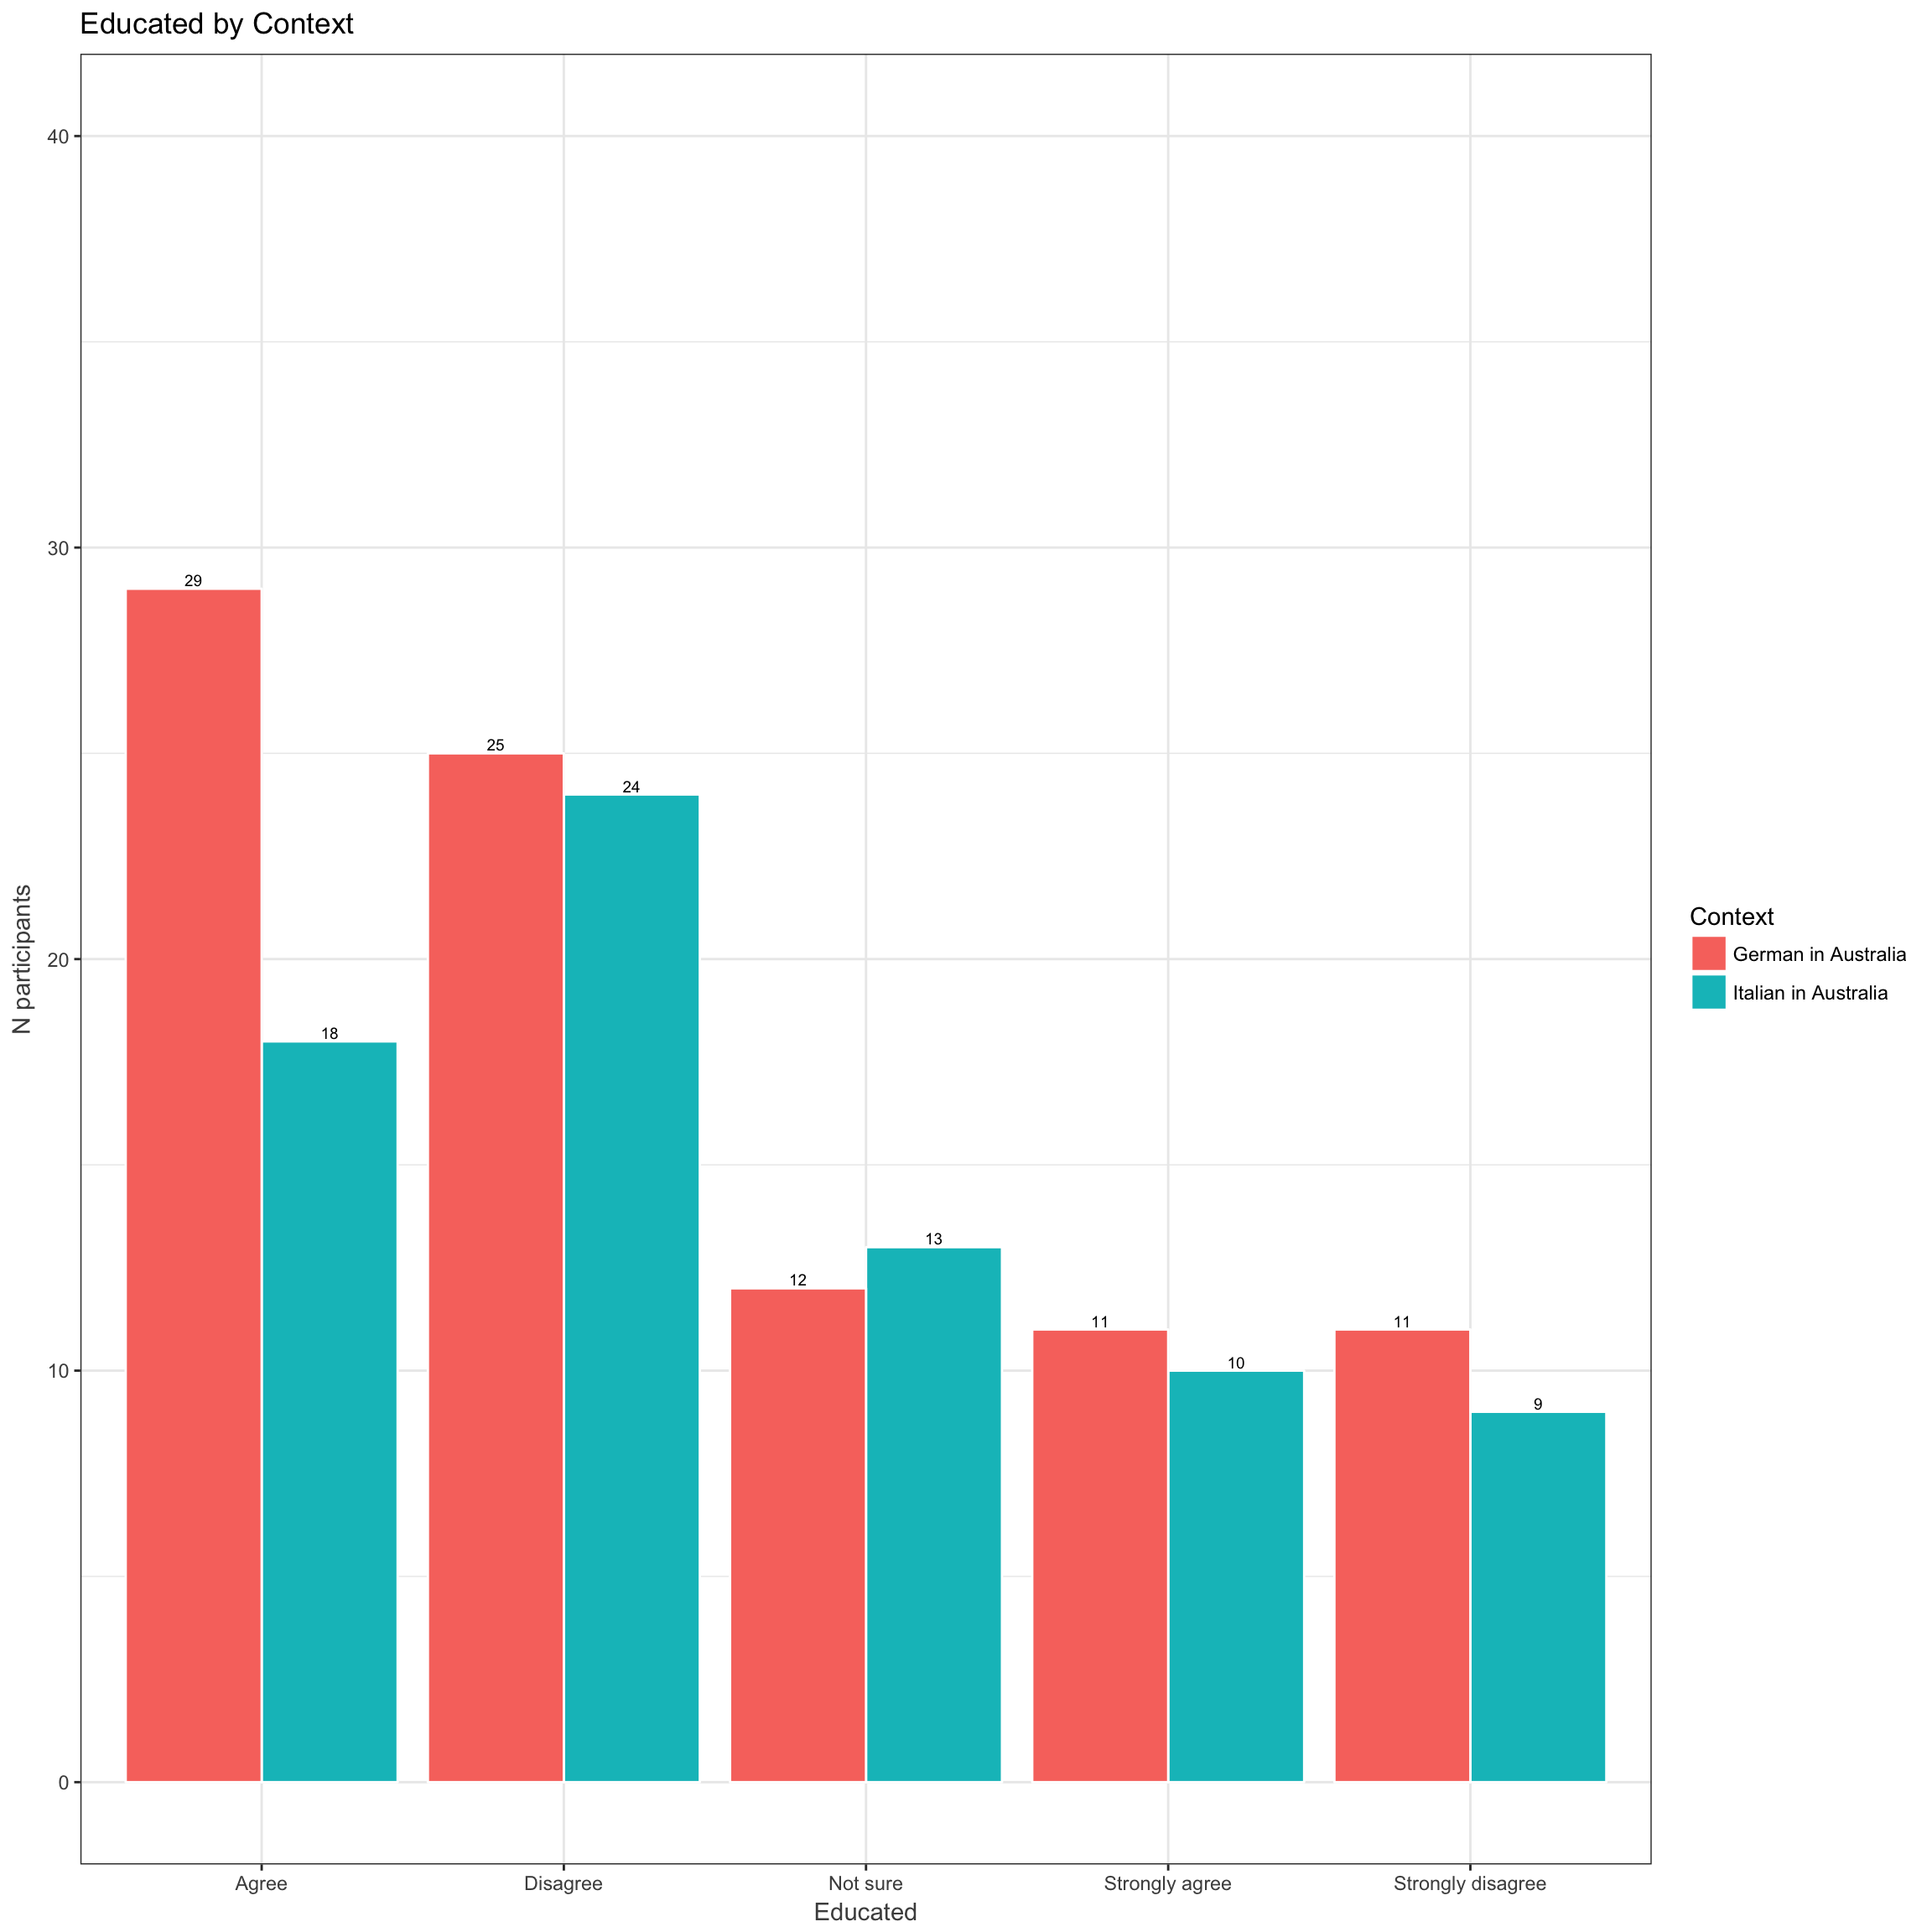 Educated by Context
40
30
20
10
0
N participants
29
18
25
24
12
13
11
10
11
9
Agree
Disagree
Not sure
Strongly agree
Strongly disagree
Educated
Context
German in Australia
Italian in Australia